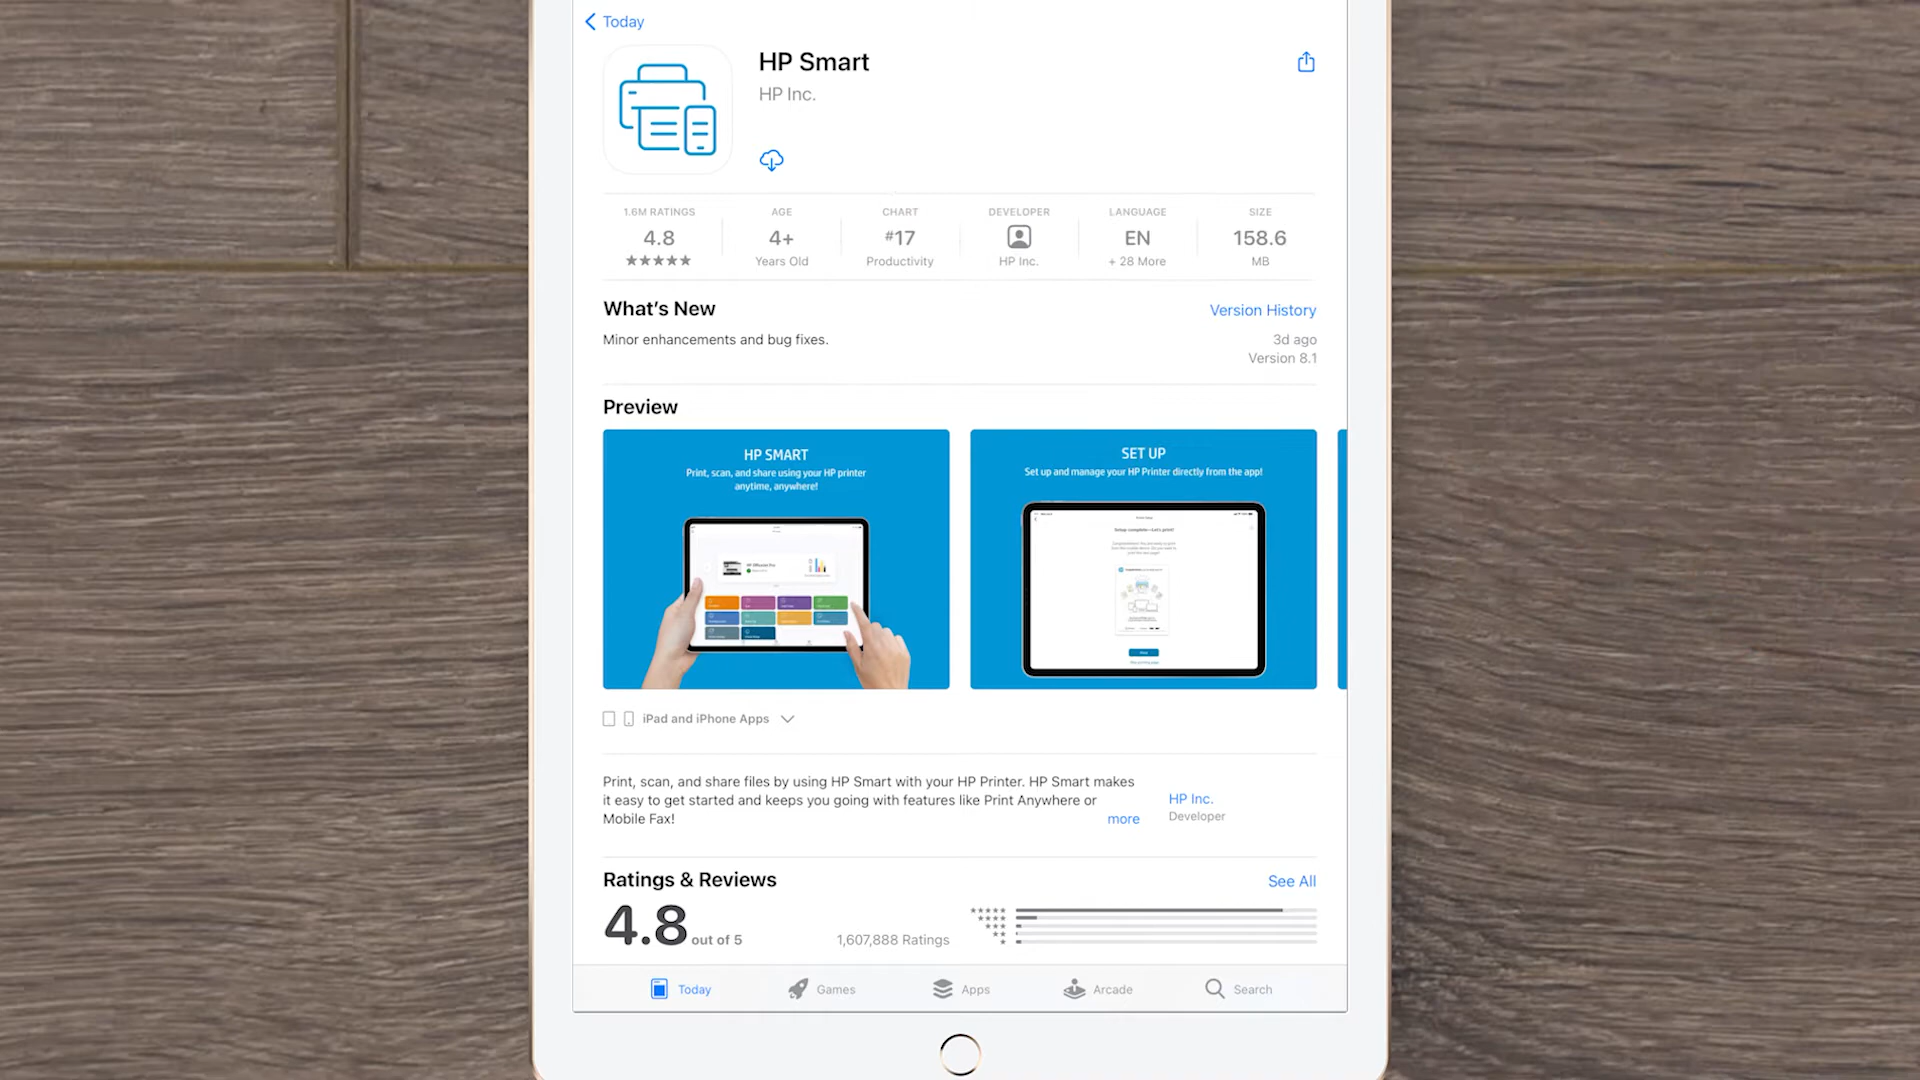 Today
HP Smart
HP Inc.
1.6M RATINGS
4.8
★★★★★
AGE
4+
Years Old
CHART
#17
Productivity
DEVELOPER
HP Inc.
LANGUAGE
EN
+ 28 More
SIZE
158.6
MB
What's New
Version History
Minor enhancements and bug fixes.
3d ago
Version 8.1
Preview
HP SMART
Print, scan, and share using your HP printer
anytime, anywhere!
SET UP
Set up and manage your HP Printer directly from the app!
Setup complete—Let's print!
iPad and iPhone Apps
Print, scan, and share files by using HP Smart with your HP Printer. HP Smart makes
it easy to get started and keeps you going with features like Print Anywhere or
Mobile Fax!
more
HP Inc.
Developer
Ratings & Reviews
See All
4.8 out of 5
1,607,888 Ratings
Today
Games
Apps
Arcade
Search